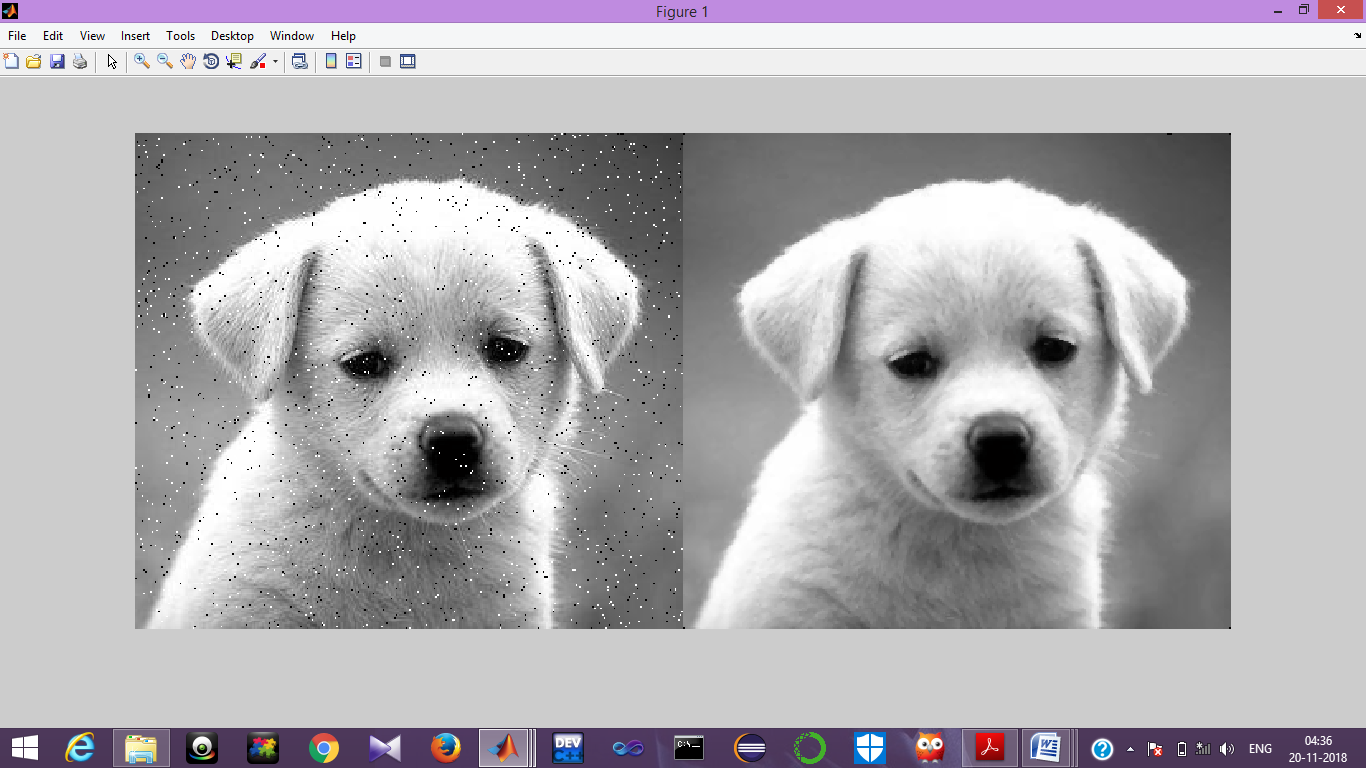 Figure 1
File Edit View Insert Tools Desktop Window Help
DEV
C++
C:\
W
ENG
04:36
20-11-2018